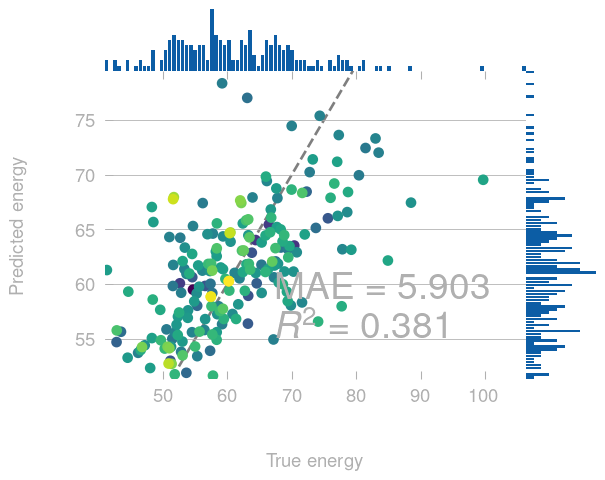 75
70
65
60
55
Predicted energy
MAE = 5.903
R² = 0.381
50 60 70 80 90 100
True energy